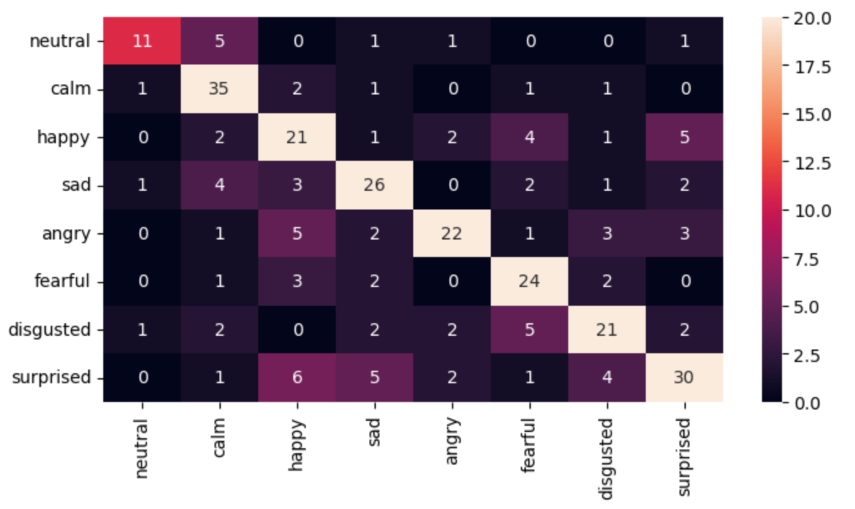 neutral 11 5 0 1 1 0 0 1
calm 1 35 2 1 0 1 1 0
happy 0 2 21 1 2 4 1 5
sad 1 4 3 26 0 2 1 2
angry 0 1 5 2 22 1 3 3
fearful 0 1 3 2 0 24 2 0
disgusted 1 2 0 2 2 5 21 2
surprised 0 1 6 5 2 1 4 30
neutral calm happy sad angry fearful disgusted surprised
20.0
17.5
15.0
12.5
10.0
7.5
5.0
2.5
0.0